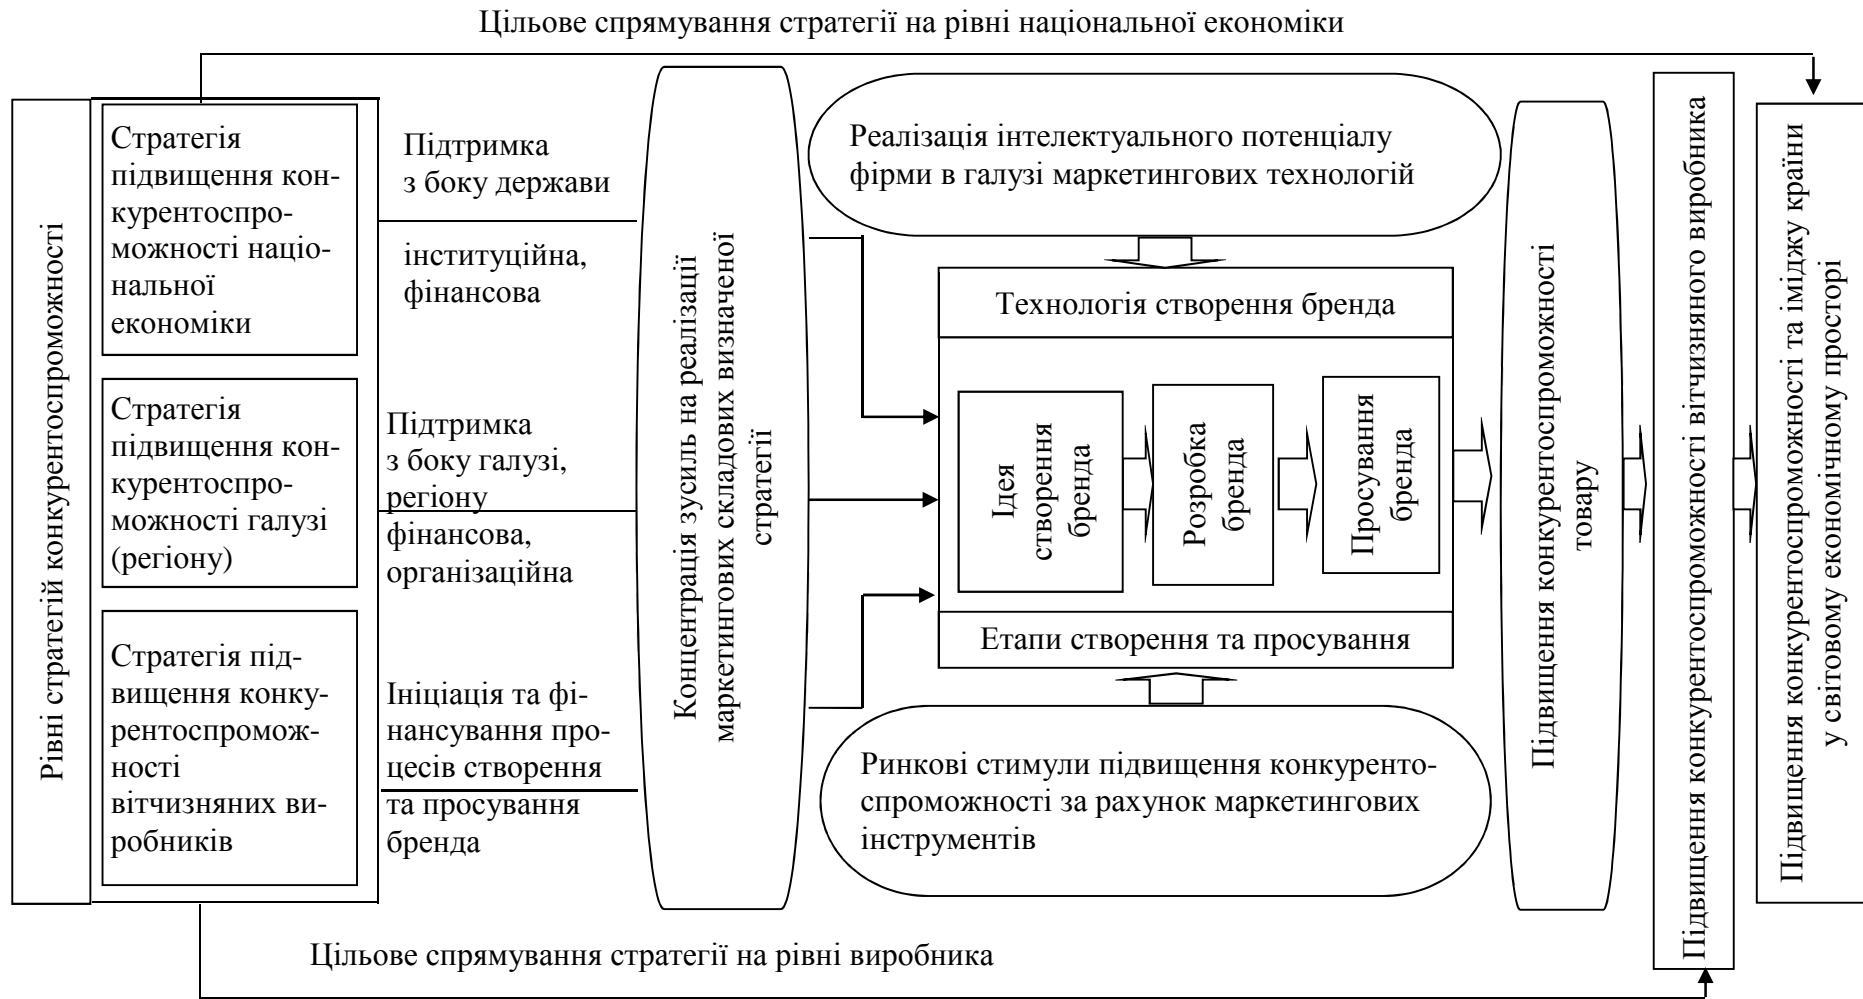 Цільове спрямування стратегії на рівні національної економіки
Рівні стратегій конкурентоспроможності
Стратегія
підвищення кон-
курентоспро-
можності націо-
нальної
економіки
Стратегія
підвищення кон-
курентоспро-
можності галузі
(регіону)
Стратегія під-
вищення конку-
рентоспромож-
ності
вітчизняних ви-
робників
Підтримка
з боку держави
інституційна,
фінансова
Підтримка
з боку галузі,
регіону
фінансова,
організаційна
Ініціація та фі-
нансування про-
цесів створення
та просування
бренда
Концентрація зусиль на реалізації
маркетингових складових визначеної
стратегії
Реалізація інтелектуального потенціалу
фірми в галузі маркетингових технологій
Технологія створення бренда
Ідея
створення
бренда
Розробка
бренда
Просування
бренда
Етапи створення та просування
Ринкові стимули підвищення конкуренто-
спроможності за рахунок маркетингових
інструментів
Підвищення конкурентоспроможності
товару
Підвищення конкурентоспроможності вітчизняного виробника
Підвищення конкурентоспроможності та іміджу країни
у світовому економічному просторі
Цільове спрямування стратегії на рівні виробника